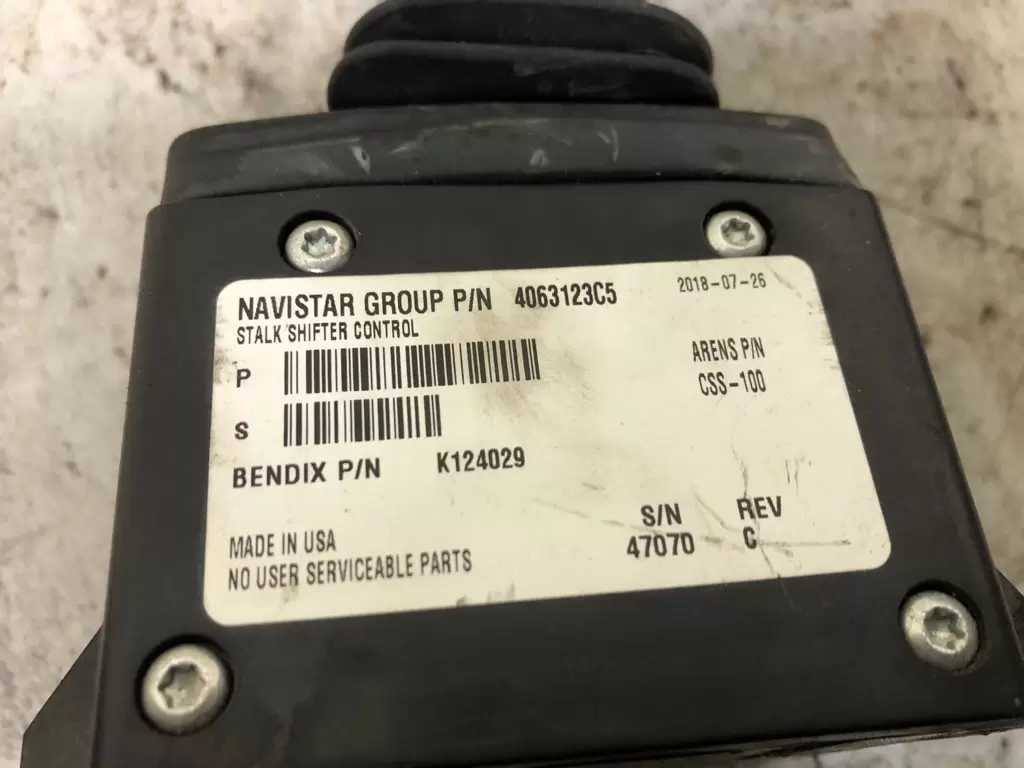 NAVISTAR GROUP P/N 4063123C5
2018-07-26
STALK SHIFTER CONTROL
P
ARENS P/N
CSS-100
S
BENDIX P/N K124029
S/N REV
47070 C
MADE IN USA
NO USER SERVICEABLE PARTS